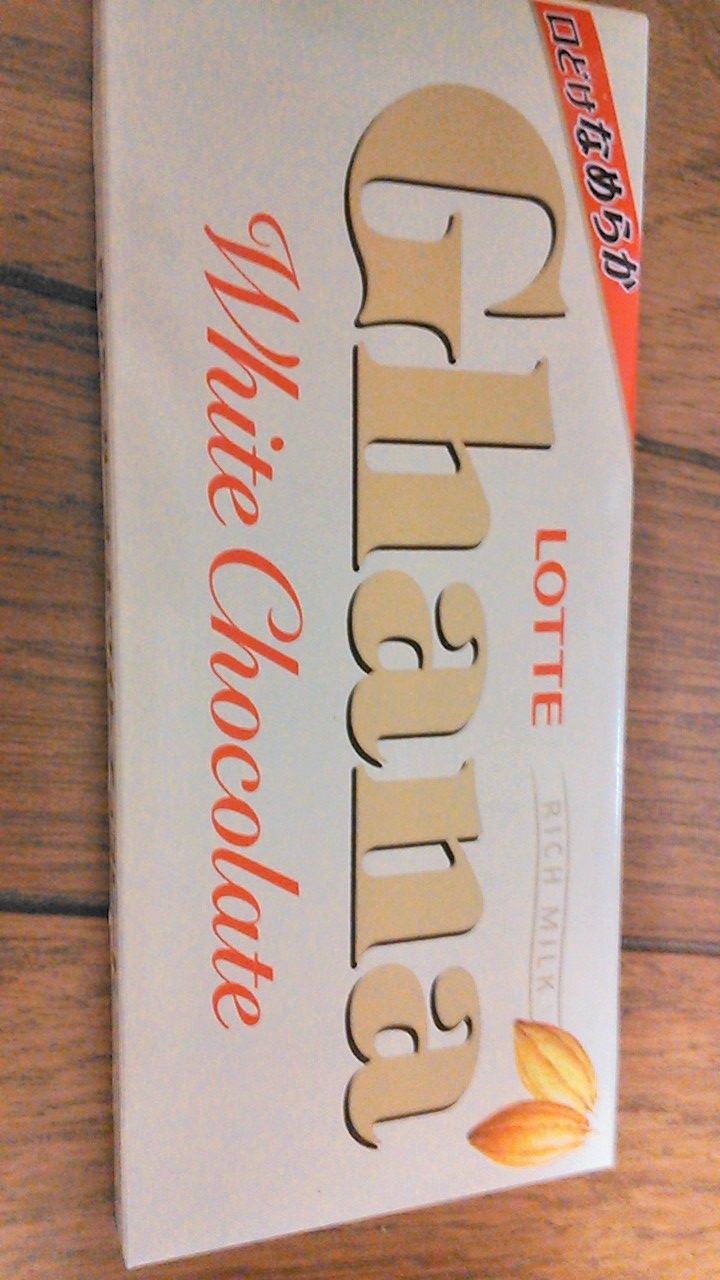 口どけなめらか
LOTTE
RICH MILK
Ghana
White Chocolate